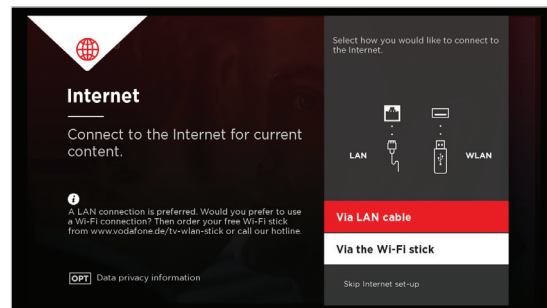 Internet
Connect to the Internet for current
content.
A LAN connection is preferred. Would you prefer to use
a Wi-Fi connection? Then order your free Wi-Fi stick
from www.vodafone.de/tv-wlan-stick or call our hotline.
OPT Data privacy information
Select how you would like to connect to
the Internet.
LAN
WLAN
Via LAN cable
Via the Wi-Fi stick
Skip Internet set-up